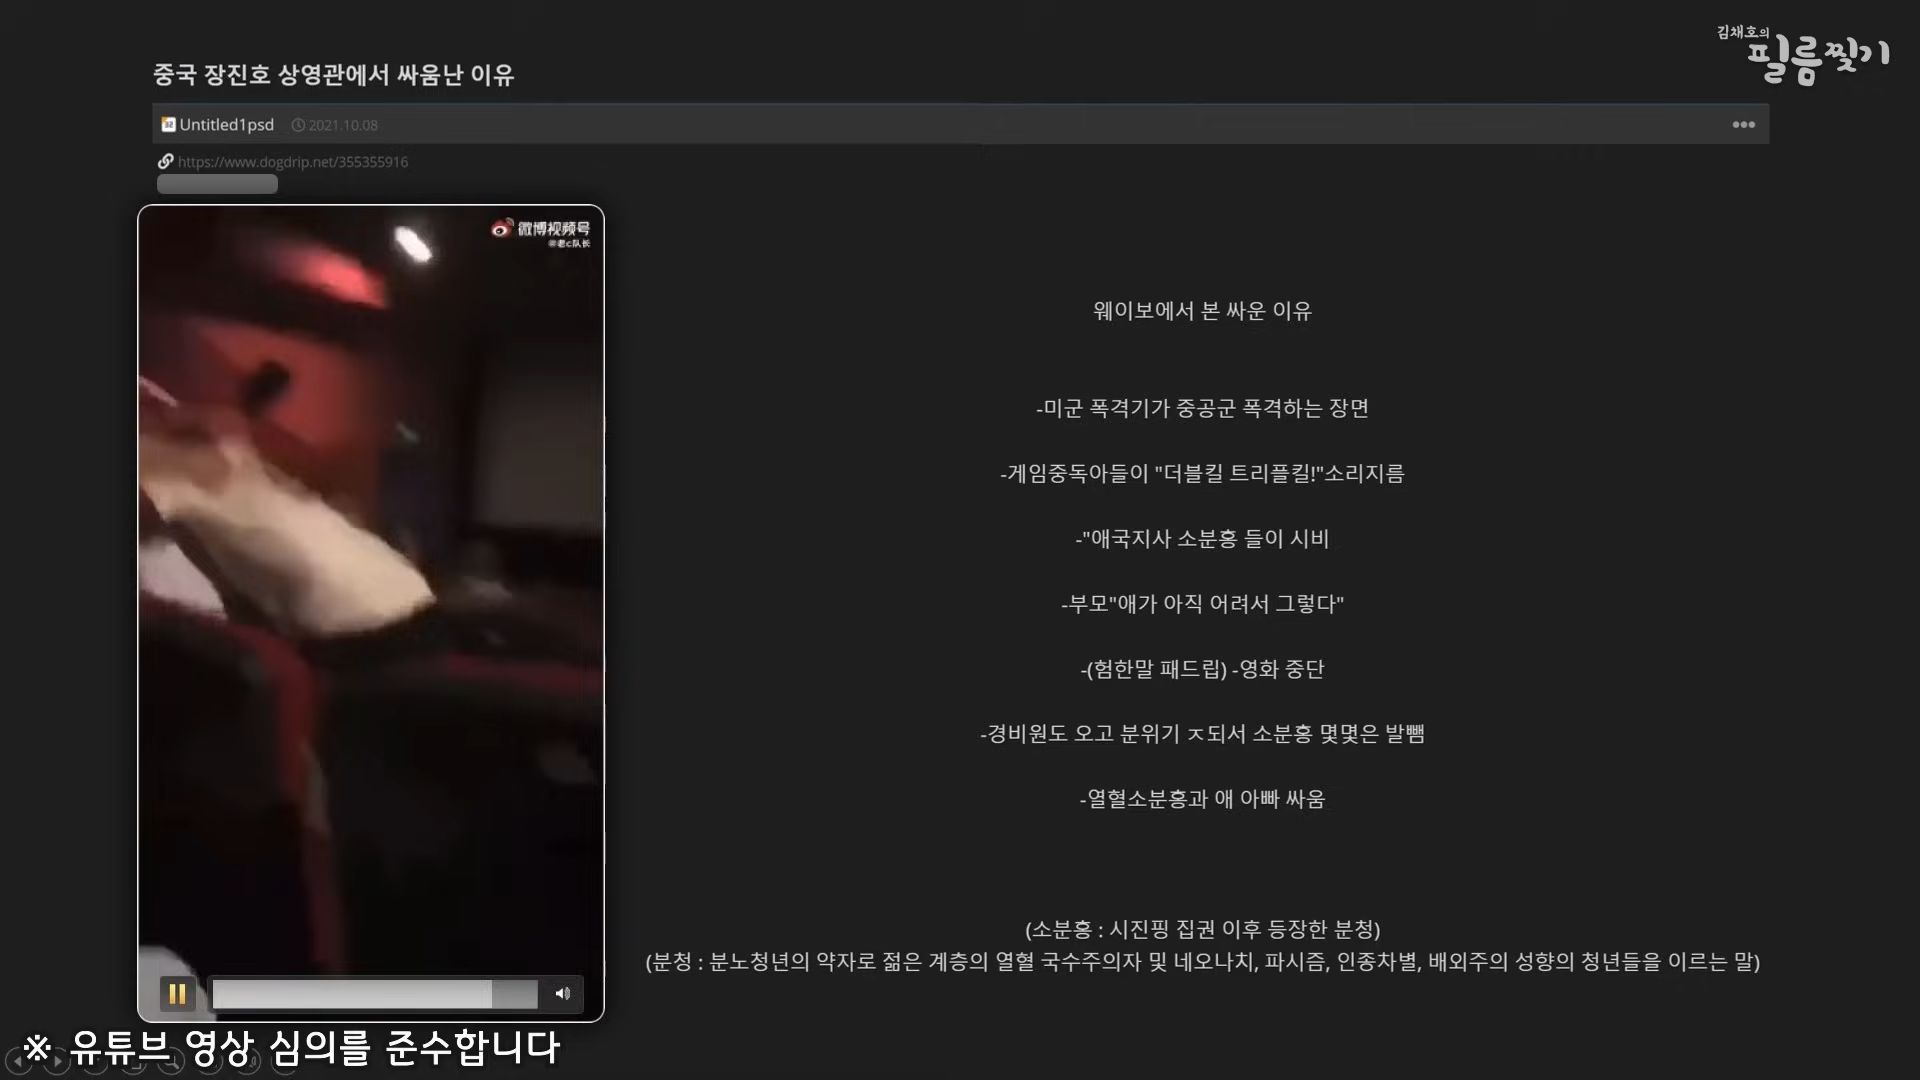 김채호의
필름찢기
중국 장진호 상영관에서 싸움난 이유
Untitled1psd 2021.10.08
https://www.dogdrip.net/355355916
微博视频号
@老c队长
웨이보에서 본 싸운 이유
-미군 폭격기가 중공군 폭격하는 장면
-게임중독아들이 "더블킬 트리플킬!"소리지름
-"애국지사 소분홍 들이 시비
-부모"애가 아직 어려서 그렇다"
-(험한말 패드립) -영화 중단
-경비원도 오고 분위기 ㅈ되서 소분홍 몇몇은 발뺌
-열혈소분홍과 애 아빠 싸움
(소분홍 : 시진핑 집권 이후 등장한 분청)
(분청 : 분노청년의 약자로 젊은 계층의 열혈 국수주의자 및 네오나치, 파시즘, 인종차별, 배외주의 성향의 청년들을 이르는 말)
※ 유튜브 영상 심의를 준수합니다